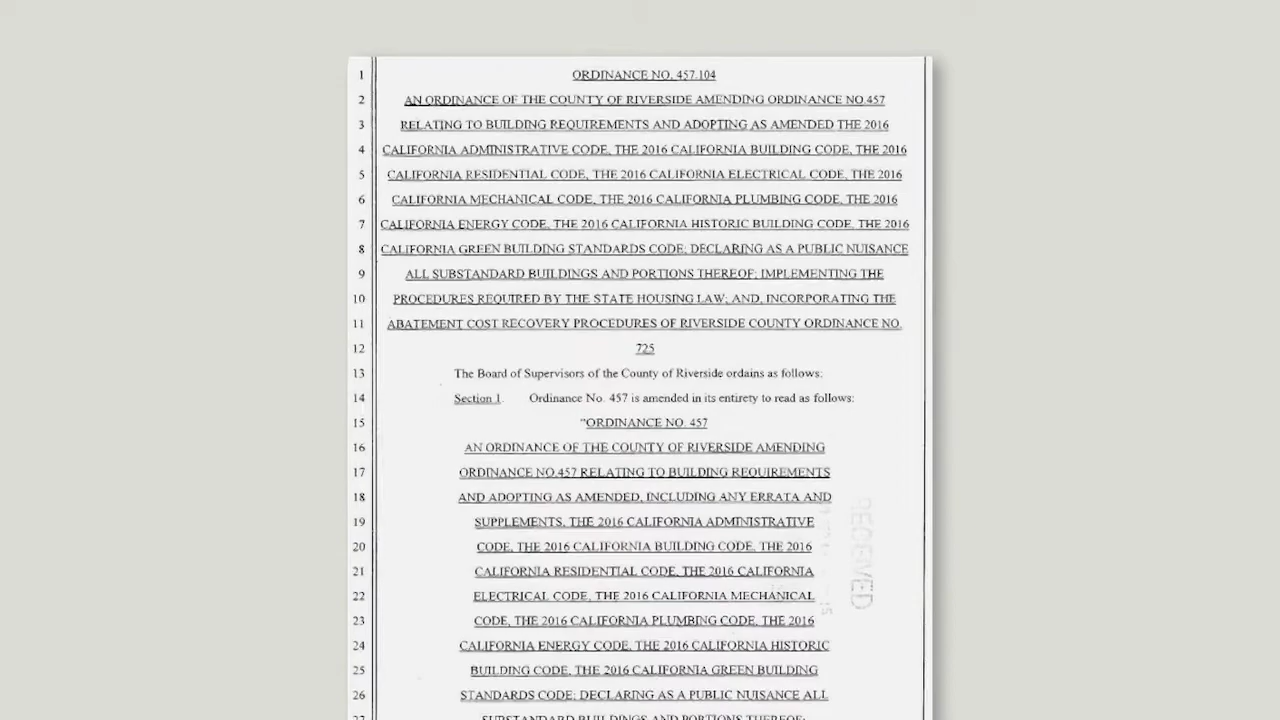 1 ORDINANCE NO. 457.104
2 AN ORDINANCE OF THE COUNTY OF RIVERSIDE AMENDING ORDINANCE NO.457
3 RELATING TO BUILDING REQUIREMENTS AND ADOPTING AS AMENDED THE 2016
4 CALIFORNIA ADMINISTRATIVE CODE, THE 2016 CALIFORNIA BUILDING CODE, THE 2016
5 CALIFORNIA RESIDENTIAL CODE, THE 2016 CALIFORNIA ELECTRICAL CODE, THE 2016
6 CALIFORNIA MECHANICAL CODE, THE 2016 CALIFORNIA PLUMBING CODE, THE 2016
7 CALIFORNIA ENERGY CODE, THE 2016 CALIFORNIA HISTORIC BUILDING CODE, THE 2016
8 CALIFORNIA GREEN BUILDING STANDARDS CODE; DECLARING AS A PUBLIC NUISANCE
9 ALL SUBSTANDARD BUILDINGS AND PORTIONS THEREOF; IMPLEMENTING THE
10 PROCEDURES REQUIRED BY THE STATE HOUSING LAW; AND, INCORPORATING THE
11 ABATEMENT COST RECOVERY PROCEDURES OF RIVERSIDE COUNTY ORDINANCE NO.
12 725
13 The Board of Supervisors of the County of Riverside ordains as follows:
14 Section 1. Ordinance No. 457 is amended in its entirety to read as follows:
15 "ORDINANCE NO. 457
16 AN ORDINANCE OF THE COUNTY OF RIVERSIDE AMENDING
17 ORDINANCE NO.457 RELATING TO BUILDING REQUIREMENTS
18 AND ADOPTING AS AMENDED, INCLUDING ANY ERRATA AND
19 SUPPLEMENTS, THE 2016 CALIFORNIA ADMINISTRATIVE
20 CODE, THE 2016 CALIFORNIA BUILDING CODE, THE 2016
21 CALIFORNIA RESIDENTIAL CODE, THE 2016 CALIFORNIA
22 ELECTRICAL CODE, THE 2016 CALIFORNIA MECHANICAL
23 CODE, THE 2016 CALIFORNIA PLUMBING CODE, THE 2016
24 CALIFORNIA ENERGY CODE, THE 2016 CALIFORNIA HISTORIC
25 BUILDING CODE, THE 2016 CALIFORNIA GREEN BUILDING
26 STANDARDS CODE; DECLARING AS A PUBLIC NUISANCE ALL
27 SUBSTANDARD BUILDINGS AND PORTIONS THEREOF;
RECEIVED